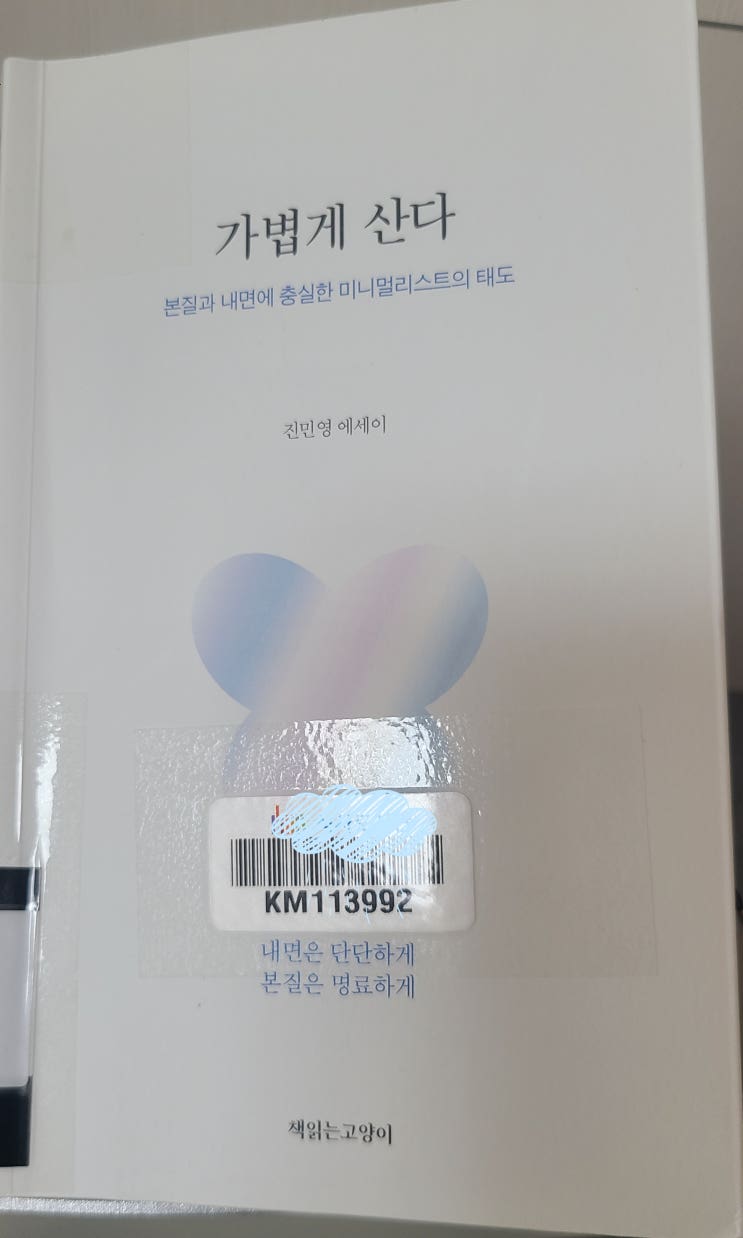 가볍게 산다
본질과 내면에 충실한 미니멀리스트의 태도
진민영 에세이
KM113992
내면은 단단하게
본질은 명료하게
책읽는고양이